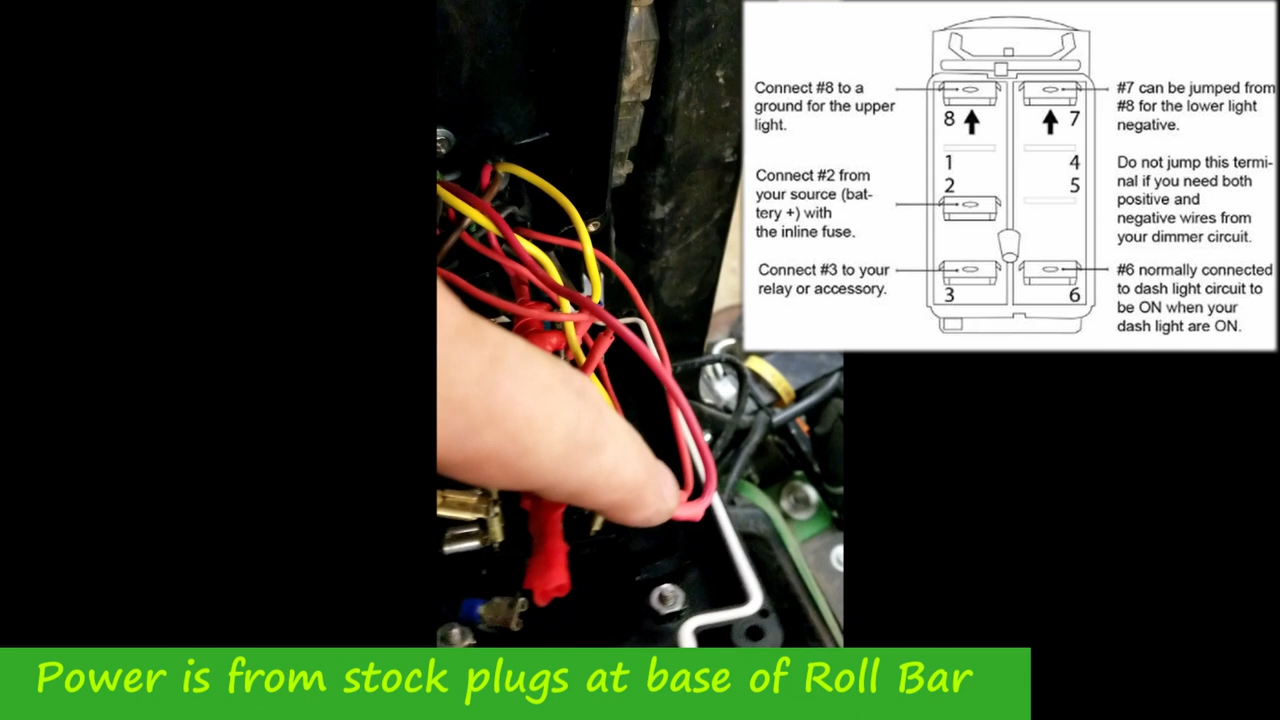 Connect #8 to a
ground for the upper
light.
Connect #2 from
your source (bat-
tery +) with
the inline fuse.
Connect #3 to your
relay or accessory.
8
7
1
4
2
5
3
6
#7 can be jumped from
#8 for the lower light
negative.
Do not jump this termi-
nal if you need both
positive and
negative wires from
your dimmer circuit.
#6 normally connected
to dash light circuit to
be ON when your
dash light are ON.
Power is from stock plugs at base of Roll Bar